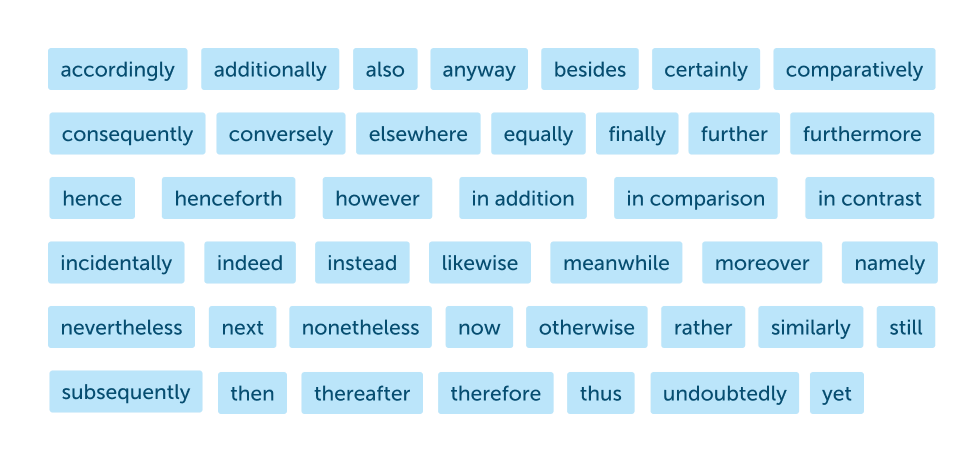 accordingly additionally also anyway besides certainly comparatively
consequently conversely elsewhere equally finally further furthermore
hence henceforth however in addition in comparison in contrast
incidentally indeed instead likewise meanwhile moreover namely
nevertheless next nonetheless now otherwise rather similarly still
subsequently then thereafter therefore thus undoubtedly yet